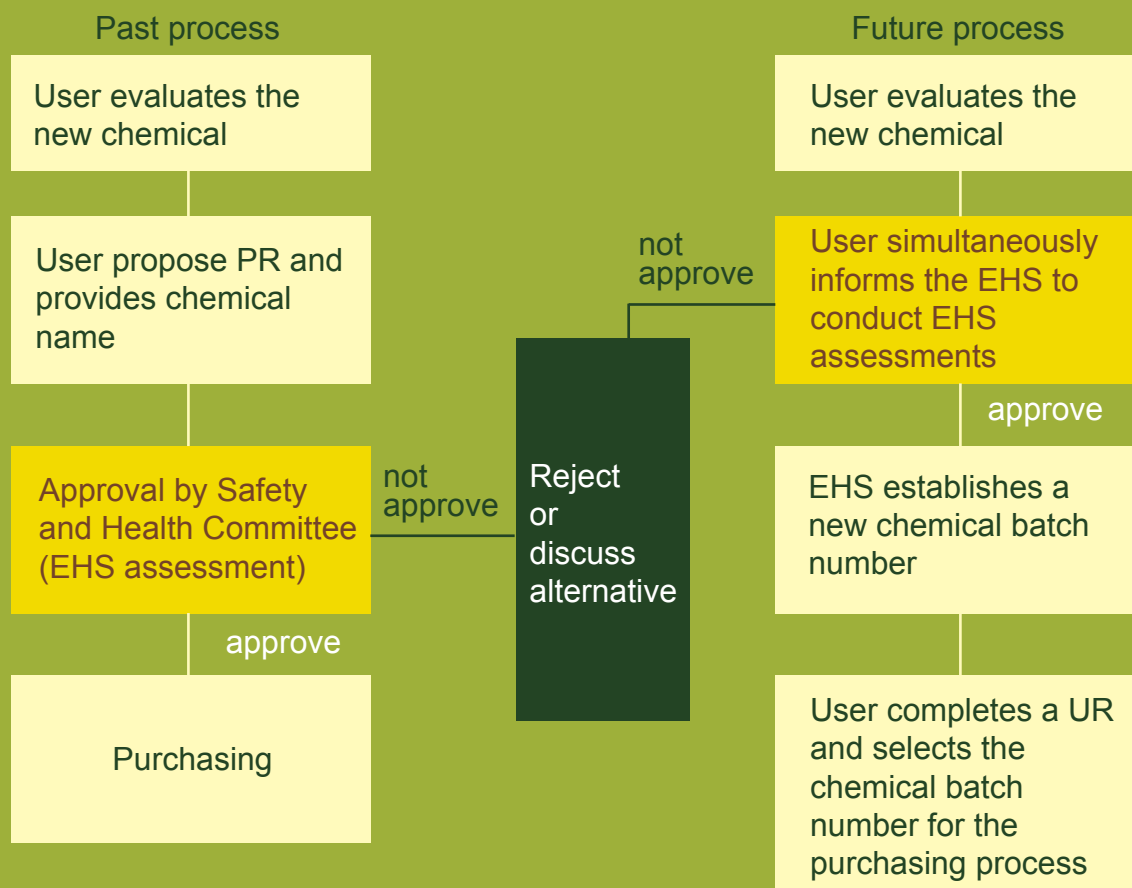 Past process
User evaluates the
new chemical
User propose PR and
provides chemical
name
Approval by Safety
and Health Committee
(EHS assessment)
approve
Purchasing
not
approve
Reject
or
discuss
alternative
not
approve
Future process
User evaluates the
new chemical
User simultaneously
informs the EHS to
conduct EHS
assessments
approve
EHS establishes a
new chemical batch
number
User completes a UR
and selects the
chemical batch
number for the
purchasing process